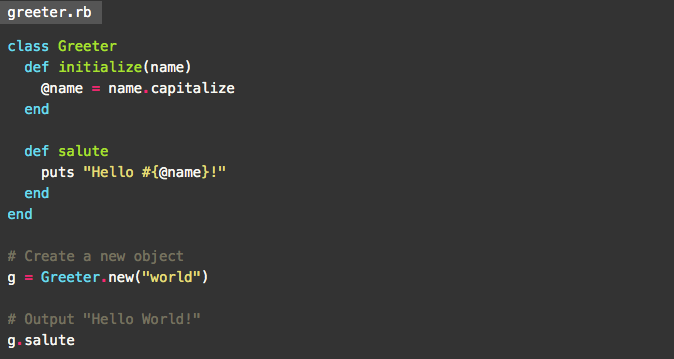 greeter.rb
class Greeter
  def initialize(name)
    @name = name.capitalize
  end

  def salute
    puts "Hello #{@name}!"
  end
end

# Create a new object
g = Greeter.new("world")

# Output "Hello World!"
g.salute